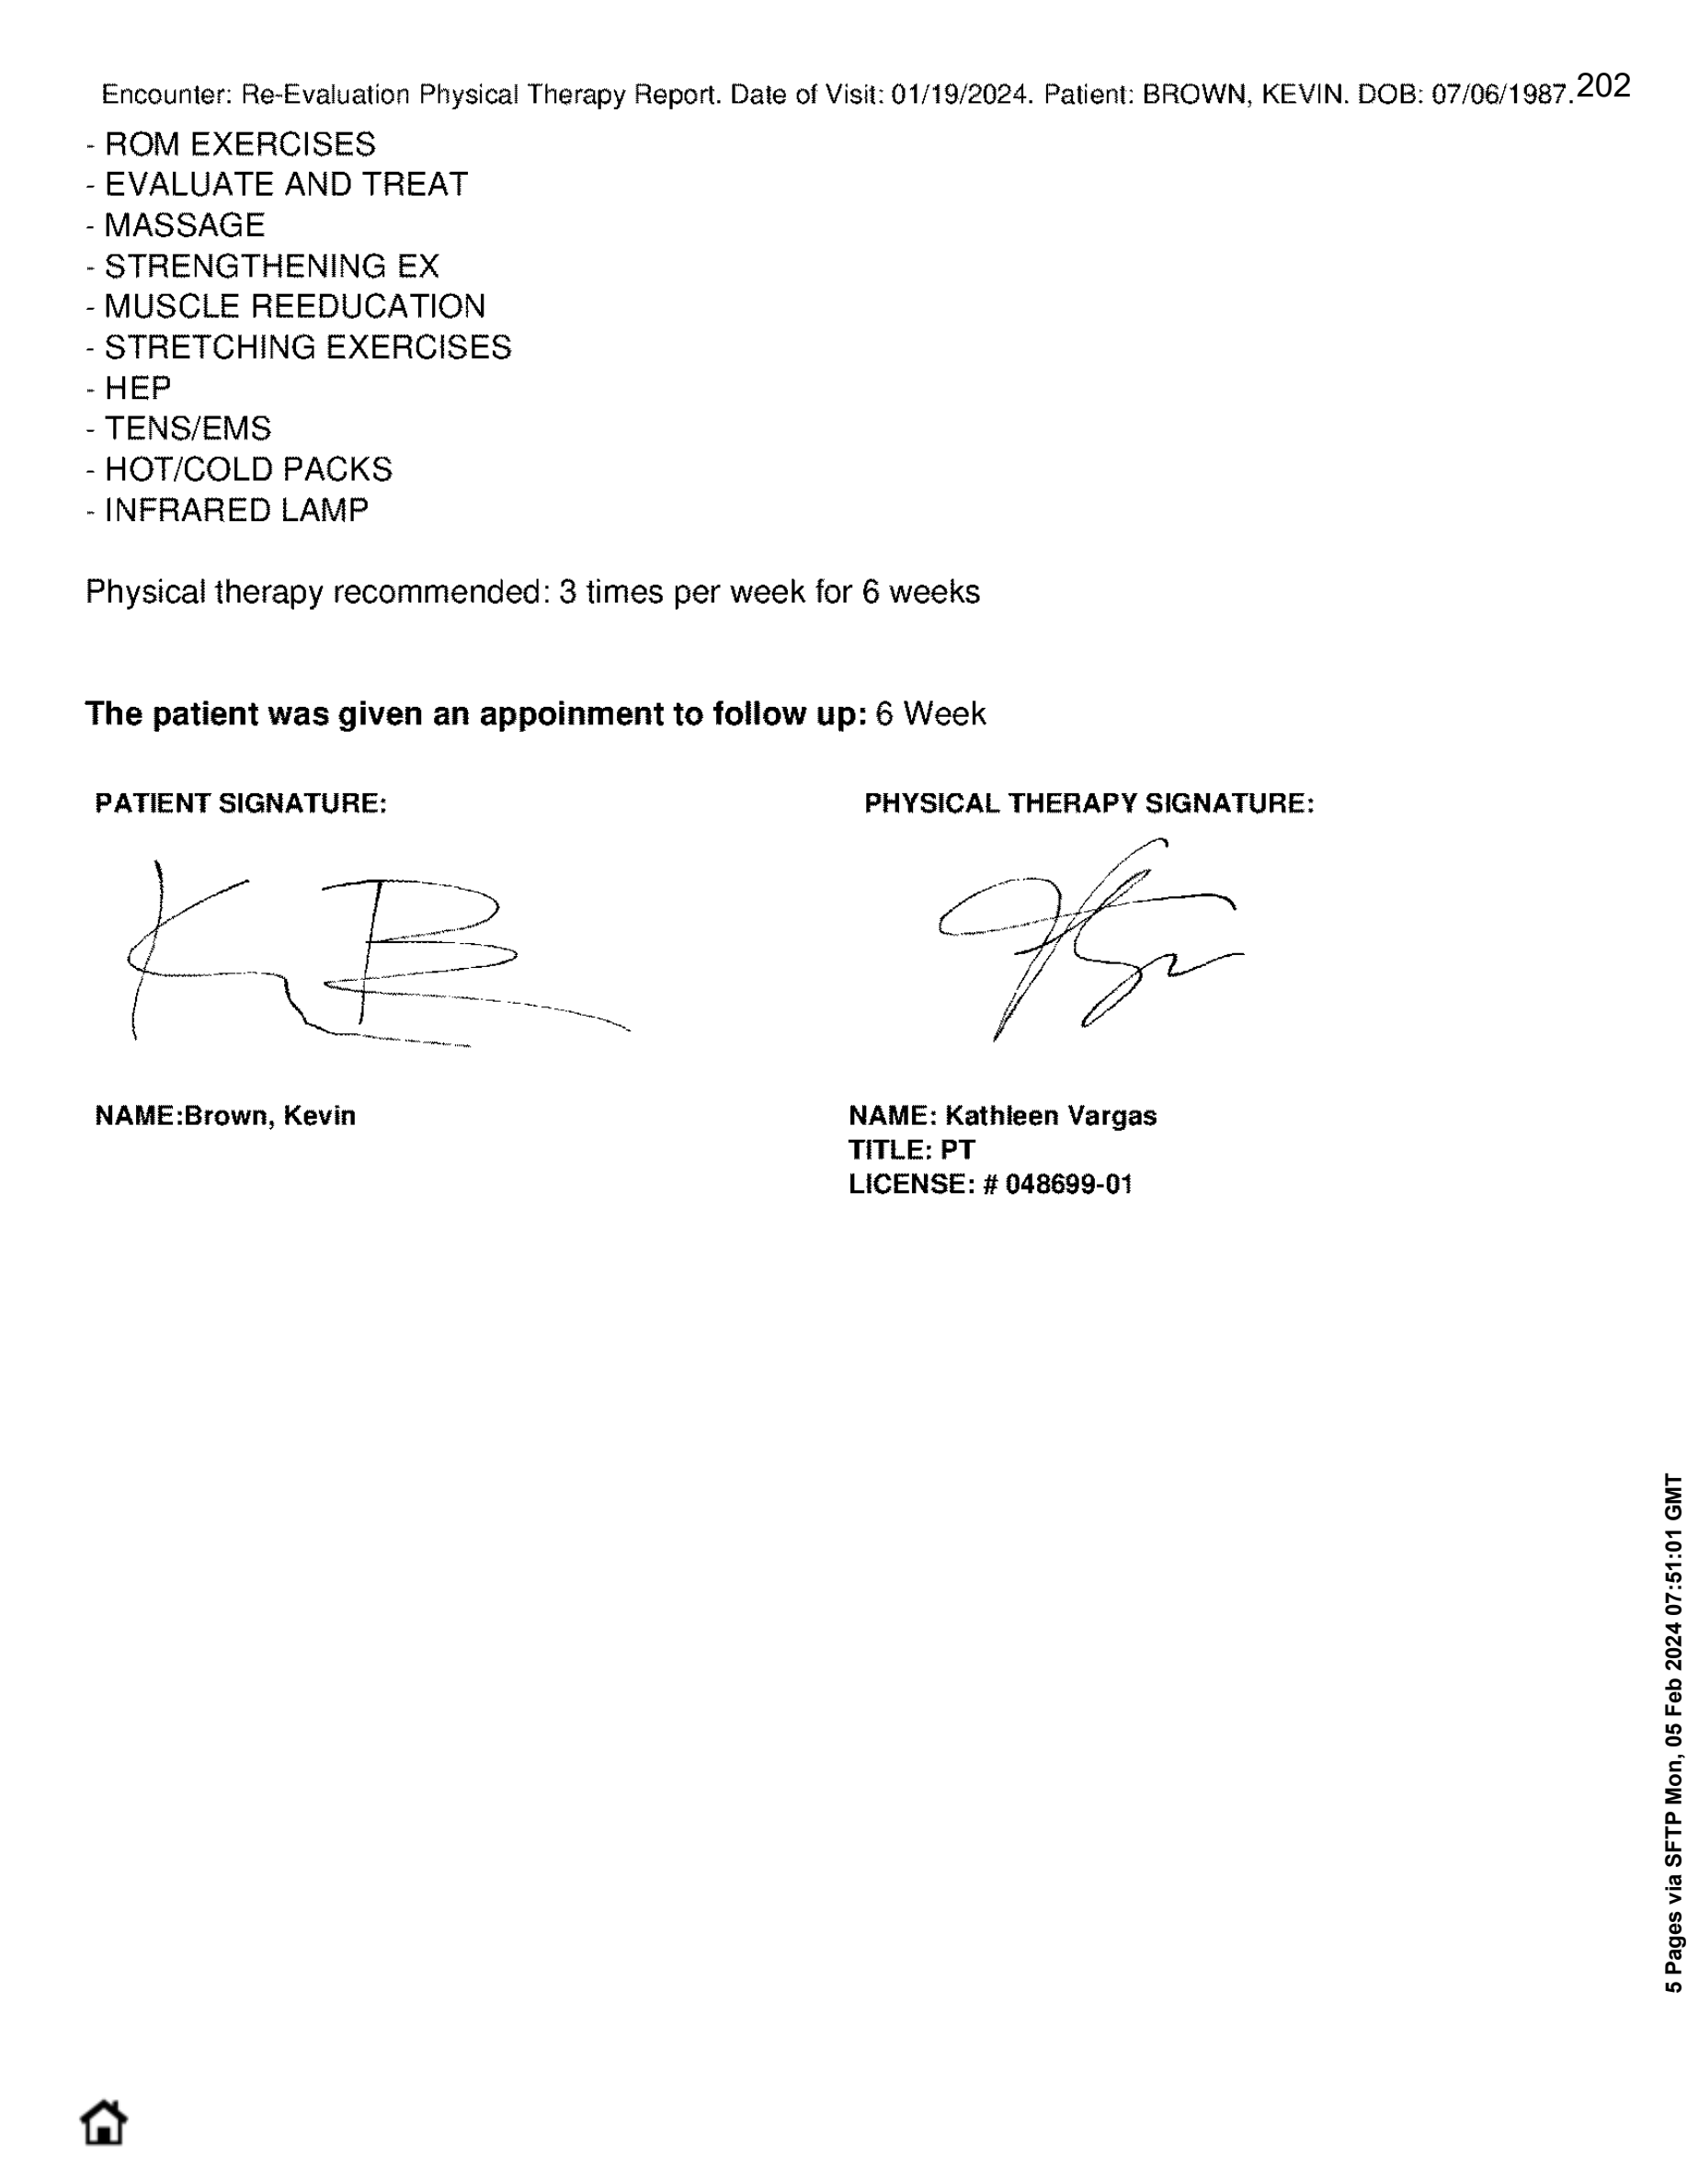 Encounter: Re-Evaluation Physical Therapy Report. Date of Visit: 01/19/2024. Patient: BROWN, KEVIN. DOB: 07/06/1987. 202
- ROM EXERCISES
- EVALUATE AND TREAT
- MASSAGE
- STRENGTHENING EX
- MUSCLE REEDUCATION
- STRETCHING EXERCISES
- HEP
- TENS/EMS
- HOT/COLD PACKS
- INFRARED LAMP
Physical therapy recommended: 3 times per week for 6 weeks
The patient was given an appoinment to follow up: 6 Week
PATIENT SIGNATURE:
PHYSICAL THERAPY SIGNATURE:
K B
NAME:Brown, Kevin
NAME: Kathleen Vargas
TITLE: PT
LICENSE: # 048699-01
5 Pages via SFTP Mon, 05 Feb 2024 07:51:01 GMT